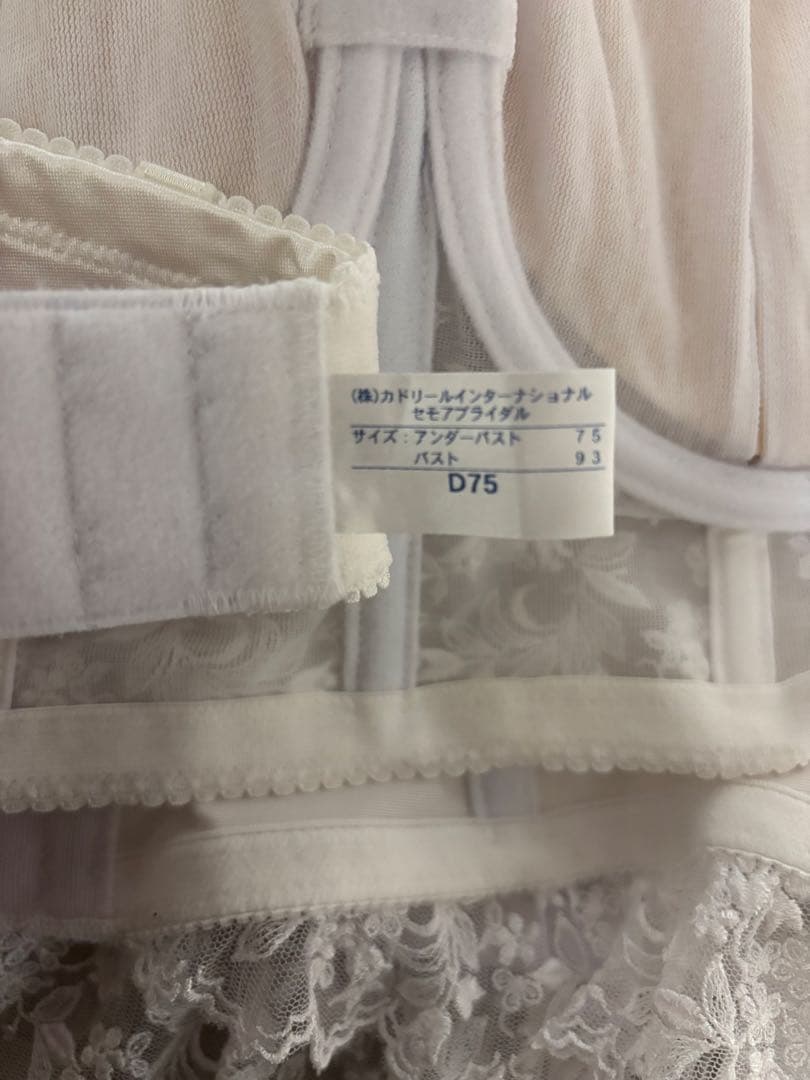 (株)カドリールインターナショナル
セモアブライダル
サイズ:アンダーバスト 75
バスト 93
D75